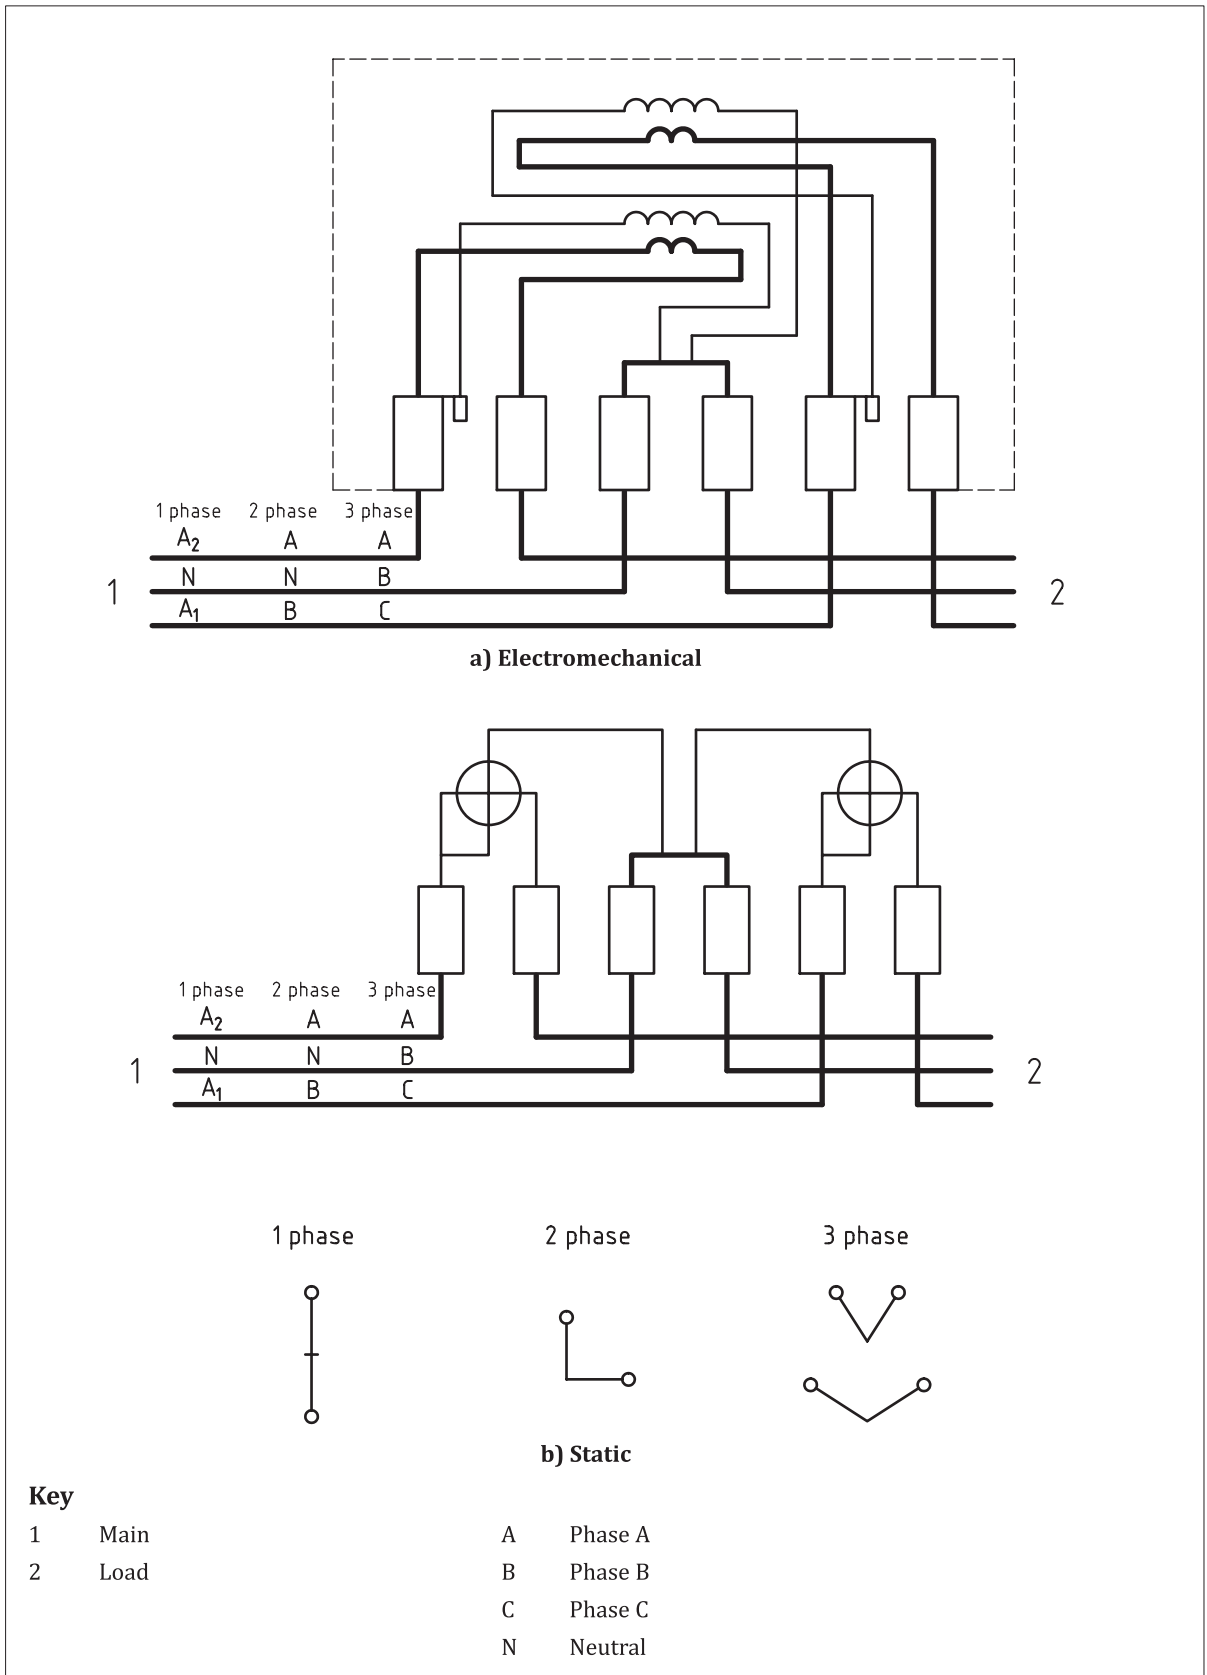 1 phase 2 phase 3 phase
A2 A A
N N B
1 2
A1 B C
a) Electromechanical
1 phase 2 phase 3 phase
A2 A A
N N B
1 2
A1 B C
1 phase 2 phase 3 phase
b) Static
Key
1 Main A Phase A
2 Load B Phase B
C Phase C
N Neutral